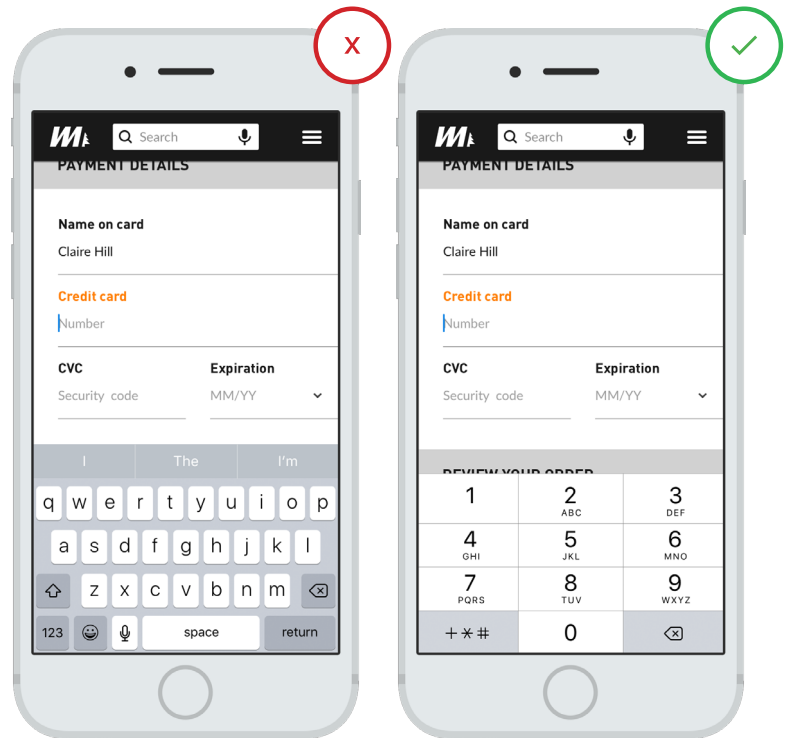 X
Search
PAYMENT DETAILS
Name on card
Claire Hill
Credit card
Number
CVC Expiration
Security code MM/YY
I The I'm
q w e r t y u i o p
a s d f g h j k l
z x c v b n m
123 space return
Search
PAYMENT DETAILS
Name on card
Claire Hill
Credit card
Number
CVC Expiration
Security code MM/YY
REVIEW YOUR ORDER
1 2 3
ABC DEF
4 5 6
GHI JKL MNO
7 8 9
PQRS TUV WXYZ
+*# 0